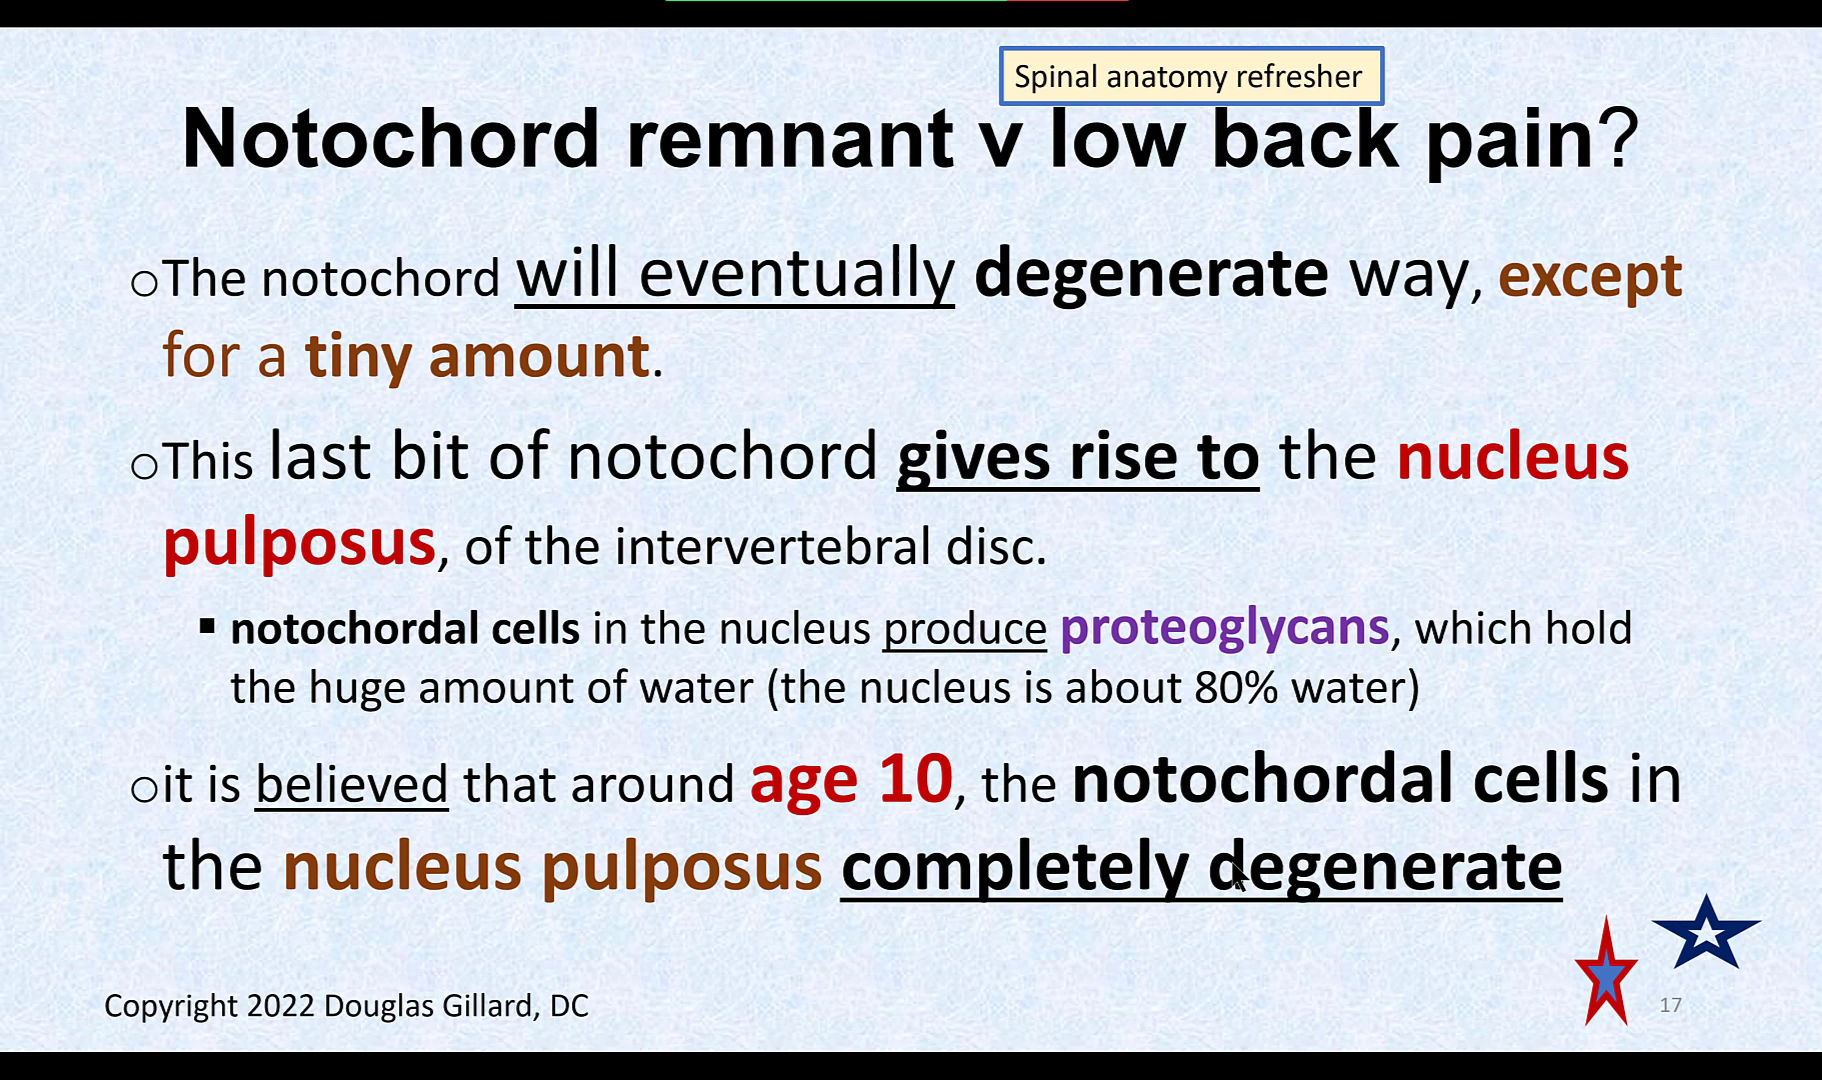 Spinal anatomy refresher
Notochord remnant v low back pain?
oThe notochord will eventually degenerate way, except
for a tiny amount.
oThis last bit of notochord gives rise to the nucleus
pulposus, of the intervertebral disc.
▪ notochordal cells in the nucleus produce proteoglycans, which hold
the huge amount of water (the nucleus is about 80% water)
oit is believed that around age 10, the notochordal cells in
the nucleus pulposus completely degenerate
Copyright 2022 Douglas Gillard, DC
17